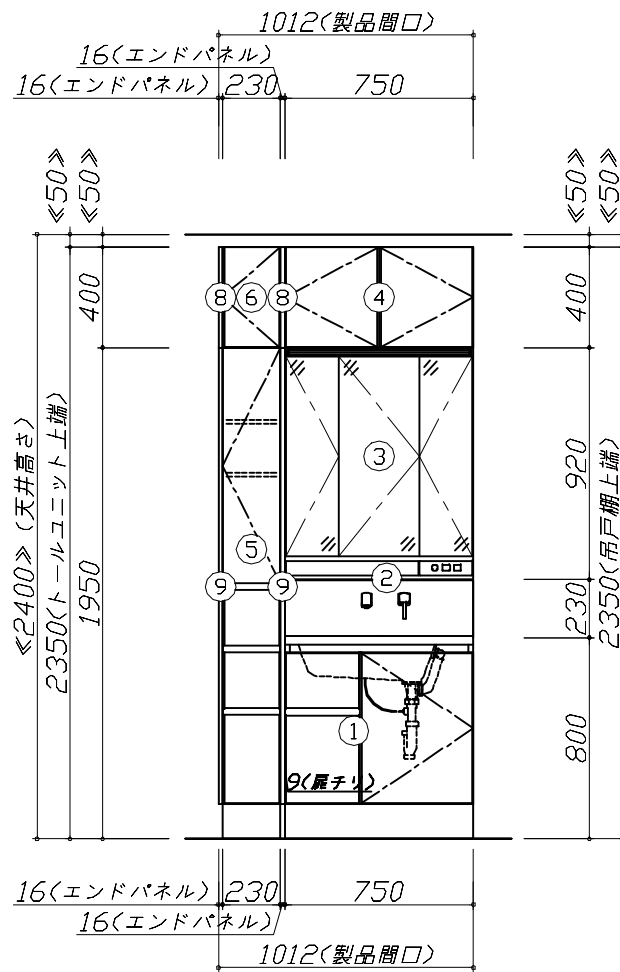 1012(製品間口)
16(エンドパネル)
16(エンドパネル) 230 750
≪50≫ ≪50≫ ≪50≫ ≪50≫
400 400
8 6 8 4
3
920
≪2400≫(天井高さ)
2350(トールユニット上端)
1950
2350(吊戸棚上端)
5
2
9 9
230
1
800
9(扉チリ)
16(エンドパネル) 230 750
16(エンドパネル)
1012(製品間口)